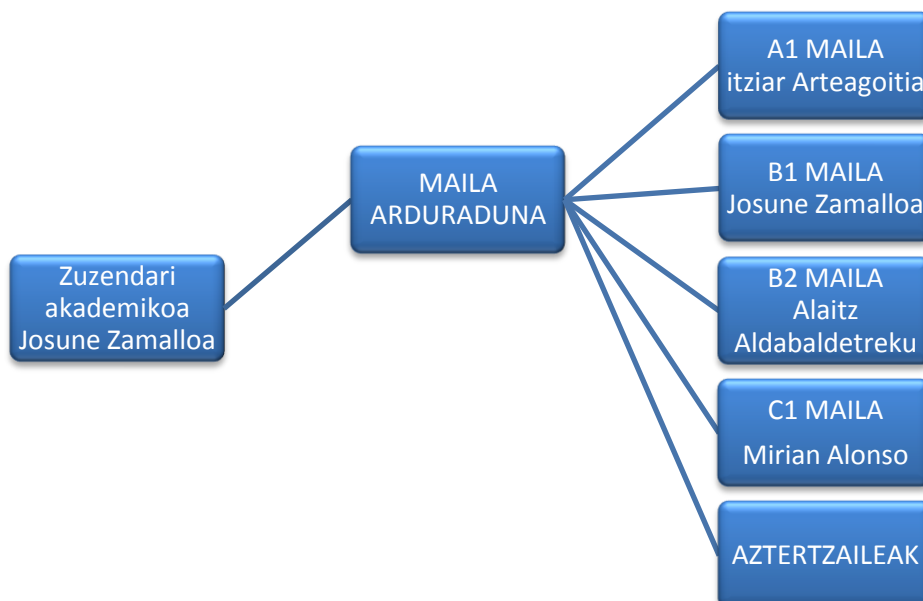 Zuzendari
akademikoa
Josune Zamalloa
MAILA
ARDURADUNA
A1 MAILA
itziar Arteagoitia
B1 MAILA
Josune Zamalloa
B2 MAILA
Alaitz
Aldabaldetreku
C1 MAILA
Mirian Alonso
AZTERTZAILEAK